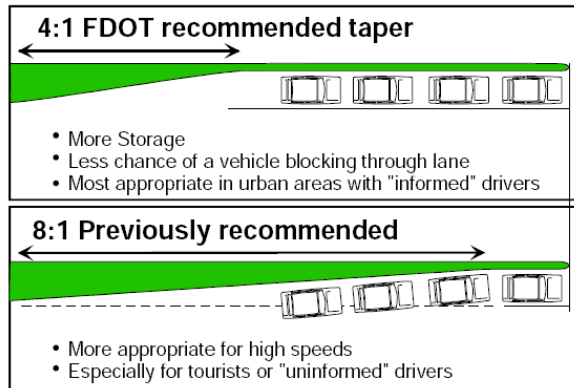 4:1 FDOT recommended taper
• More Storage
• Less chance of a vehicle blocking through lane
• Most appropriate in urban areas with "informed" drivers
8:1 Previously recommended
• More appropriate for high speeds
• Especially for tourists or "uninformed" drivers